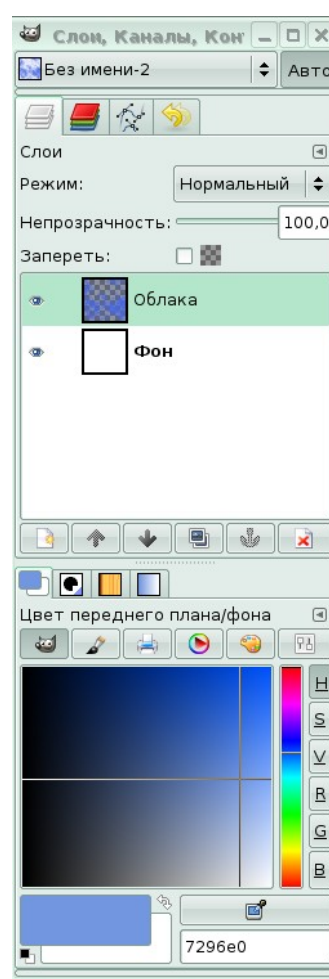 Слои, Каналы, Кон
Без имени-2
Авто
Слои
Режим: Нормальный
Непрозрачность: 100,0
Запереть:
Облака
Фон
Цвет переднего плана/фона
H
S
V
R
G
B
7296e0